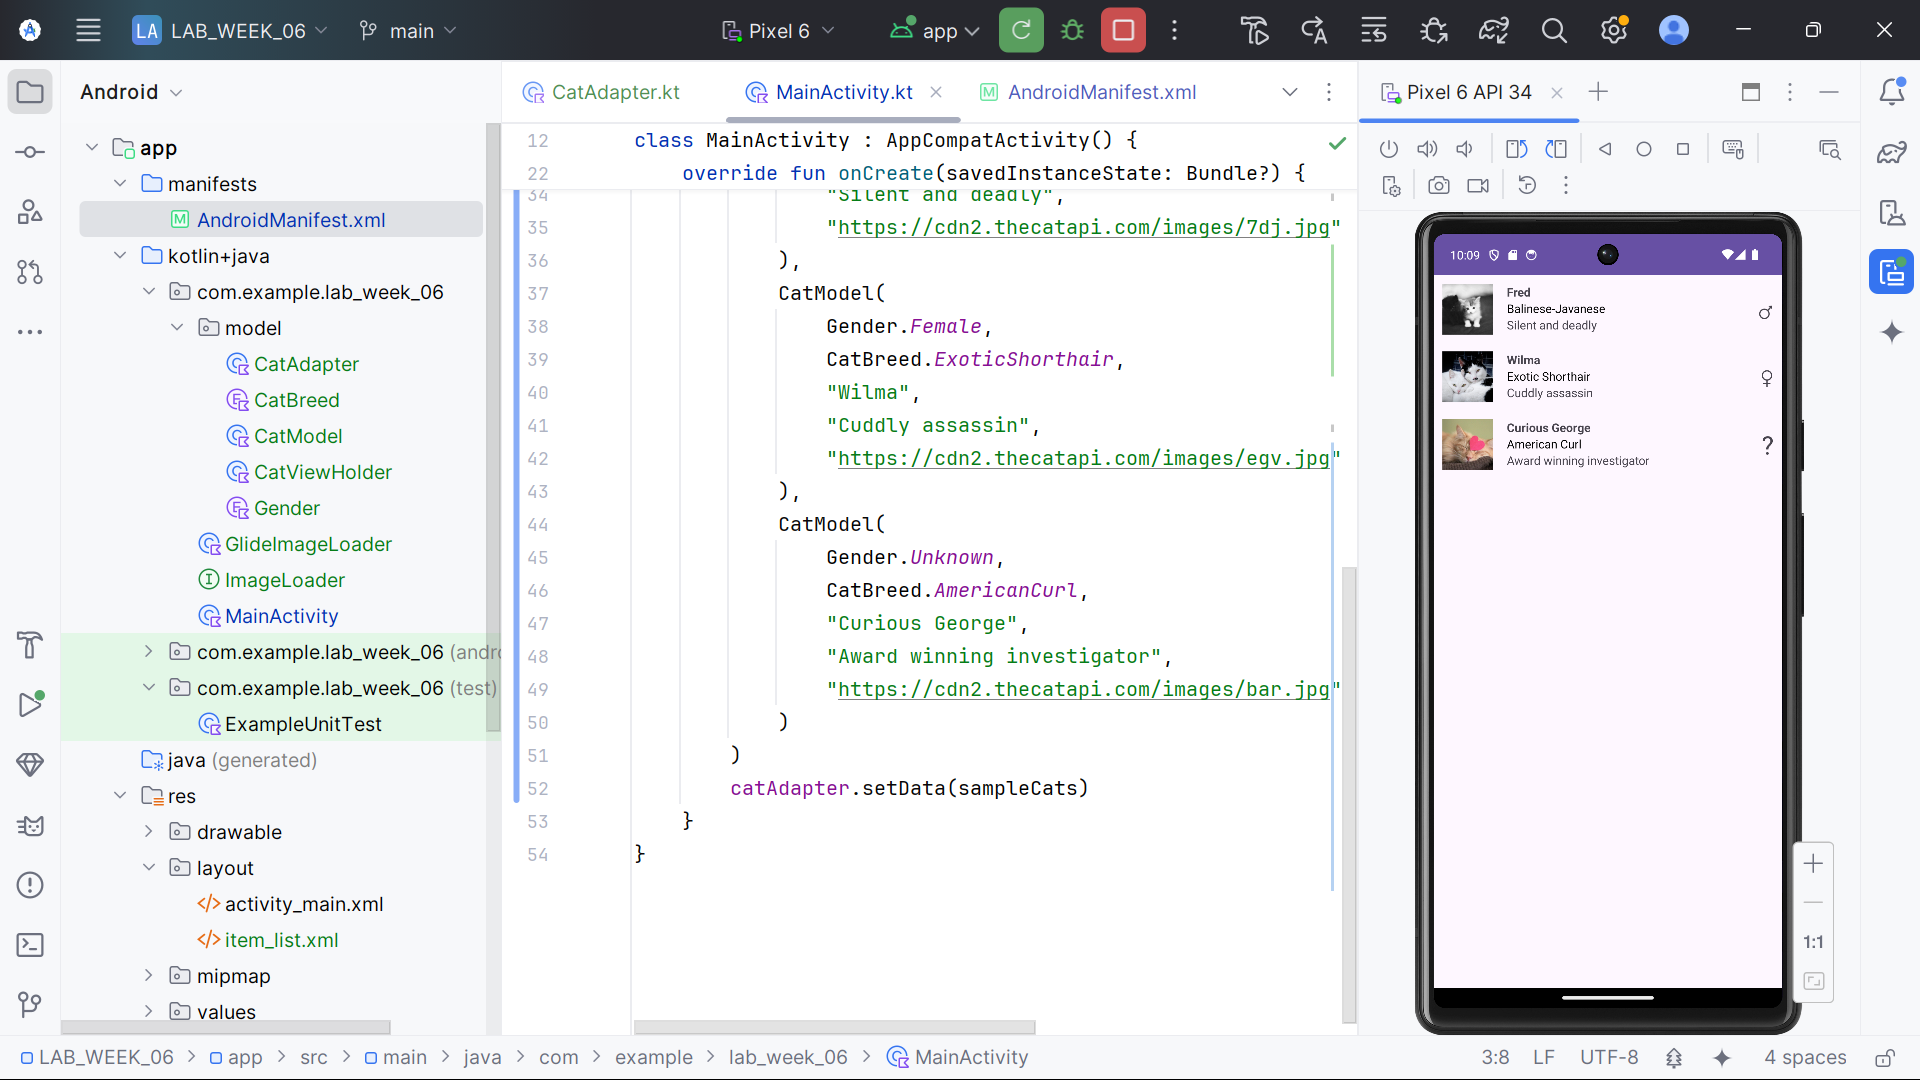 LA LAB_WEEK_06 main Pixel 6 app
Android
app
manifests
AndroidManifest.xml
kotlin+java
com.example.lab_week_06
model
CatAdapter
CatBreed
CatModel
CatViewHolder
Gender
GlideImageLoader
ImageLoader
MainActivity
com.example.lab_week_06 (andro
com.example.lab_week_06 (test)
ExampleUnitTest
java (generated)
res
drawable
layout
activity_main.xml
item_list.xml
mipmap
values
CatAdapter.kt MainActivity.kt AndroidManifest.xml
12 class MainActivity : AppCompatActivity() {
22 override fun onCreate(savedInstanceState: Bundle?) {
34 "Silent and deadly",
35 "https://cdn2.thecatapi.com/images/7dj.jpg"
36 ),
37 CatModel(
38 Gender.Female,
39 CatBreed.ExoticShorthair,
40 "Wilma",
41 "Cuddly assassin",
42 "https://cdn2.thecatapi.com/images/egv.jpg"
43 ),
44 CatModel(
45 Gender.Unknown,
46 CatBreed.AmericanCurl,
47 "Curious George",
48 "Award winning investigator",
49 "https://cdn2.thecatapi.com/images/bar.jpg"
50 )
51 )
52 catAdapter.setData(sampleCats)
53 }
54 }
Pixel 6 API 34
10:09
Fred
Balinese-Javanese
Silent and deadly
Wilma
Exotic Shorthair
Cuddly assassin
Curious George
American Curl
Award winning investigator
?
1:1
LAB_WEEK_06 > app > src > main > java > com > example > lab_week_06 > MainActivity
3:8 LF UTF-8 4 spaces